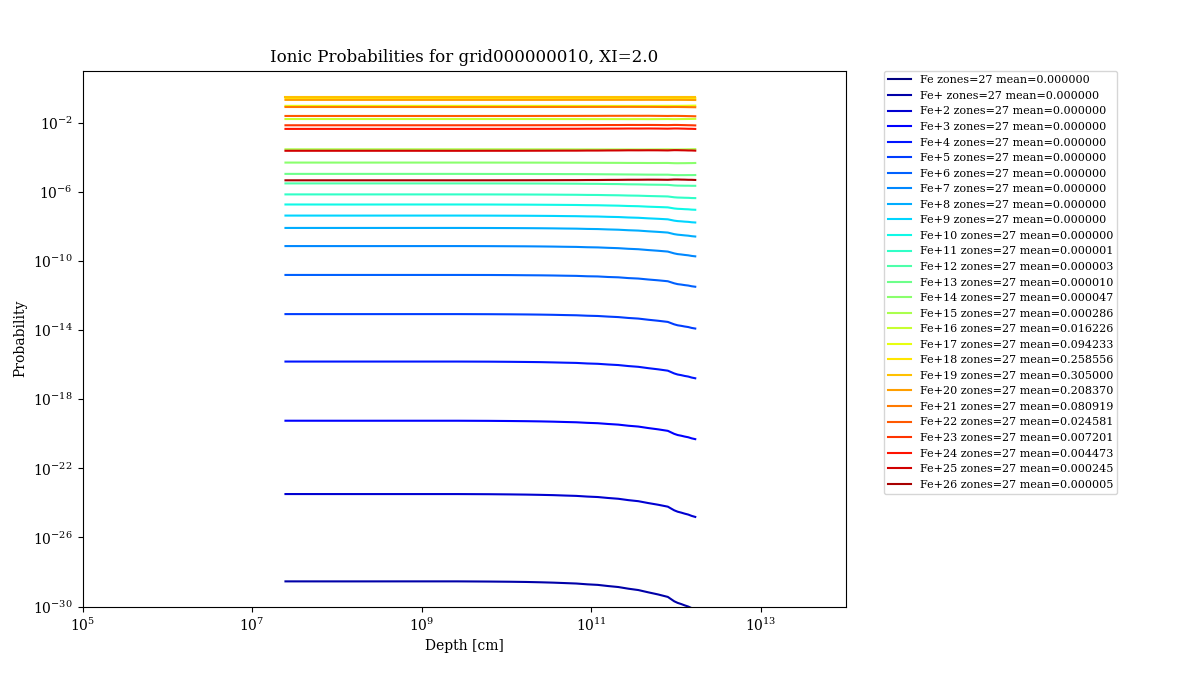 Ionic Probabilities for grid000000010, XI=2.0
Probability
10^-2
10^-6
10^-10
10^-14
10^-18
10^-22
10^-26
10^-30
10^5
10^7
10^9
10^11
10^13
Depth [cm]
Fe zones=27 mean=0.000000
Fe+ zones=27 mean=0.000000
Fe+2 zones=27 mean=0.000000
Fe+3 zones=27 mean=0.000000
Fe+4 zones=27 mean=0.000000
Fe+5 zones=27 mean=0.000000
Fe+6 zones=27 mean=0.000000
Fe+7 zones=27 mean=0.000000
Fe+8 zones=27 mean=0.000000
Fe+9 zones=27 mean=0.000000
Fe+10 zones=27 mean=0.000000
Fe+11 zones=27 mean=0.000001
Fe+12 zones=27 mean=0.000003
Fe+13 zones=27 mean=0.000010
Fe+14 zones=27 mean=0.000047
Fe+15 zones=27 mean=0.000286
Fe+16 zones=27 mean=0.016226
Fe+17 zones=27 mean=0.094233
Fe+18 zones=27 mean=0.258556
Fe+19 zones=27 mean=0.305000
Fe+20 zones=27 mean=0.208370
Fe+21 zones=27 mean=0.080919
Fe+22 zones=27 mean=0.024581
Fe+23 zones=27 mean=0.007201
Fe+24 zones=27 mean=0.004473
Fe+25 zones=27 mean=0.000245
Fe+26 zones=27 mean=0.000005